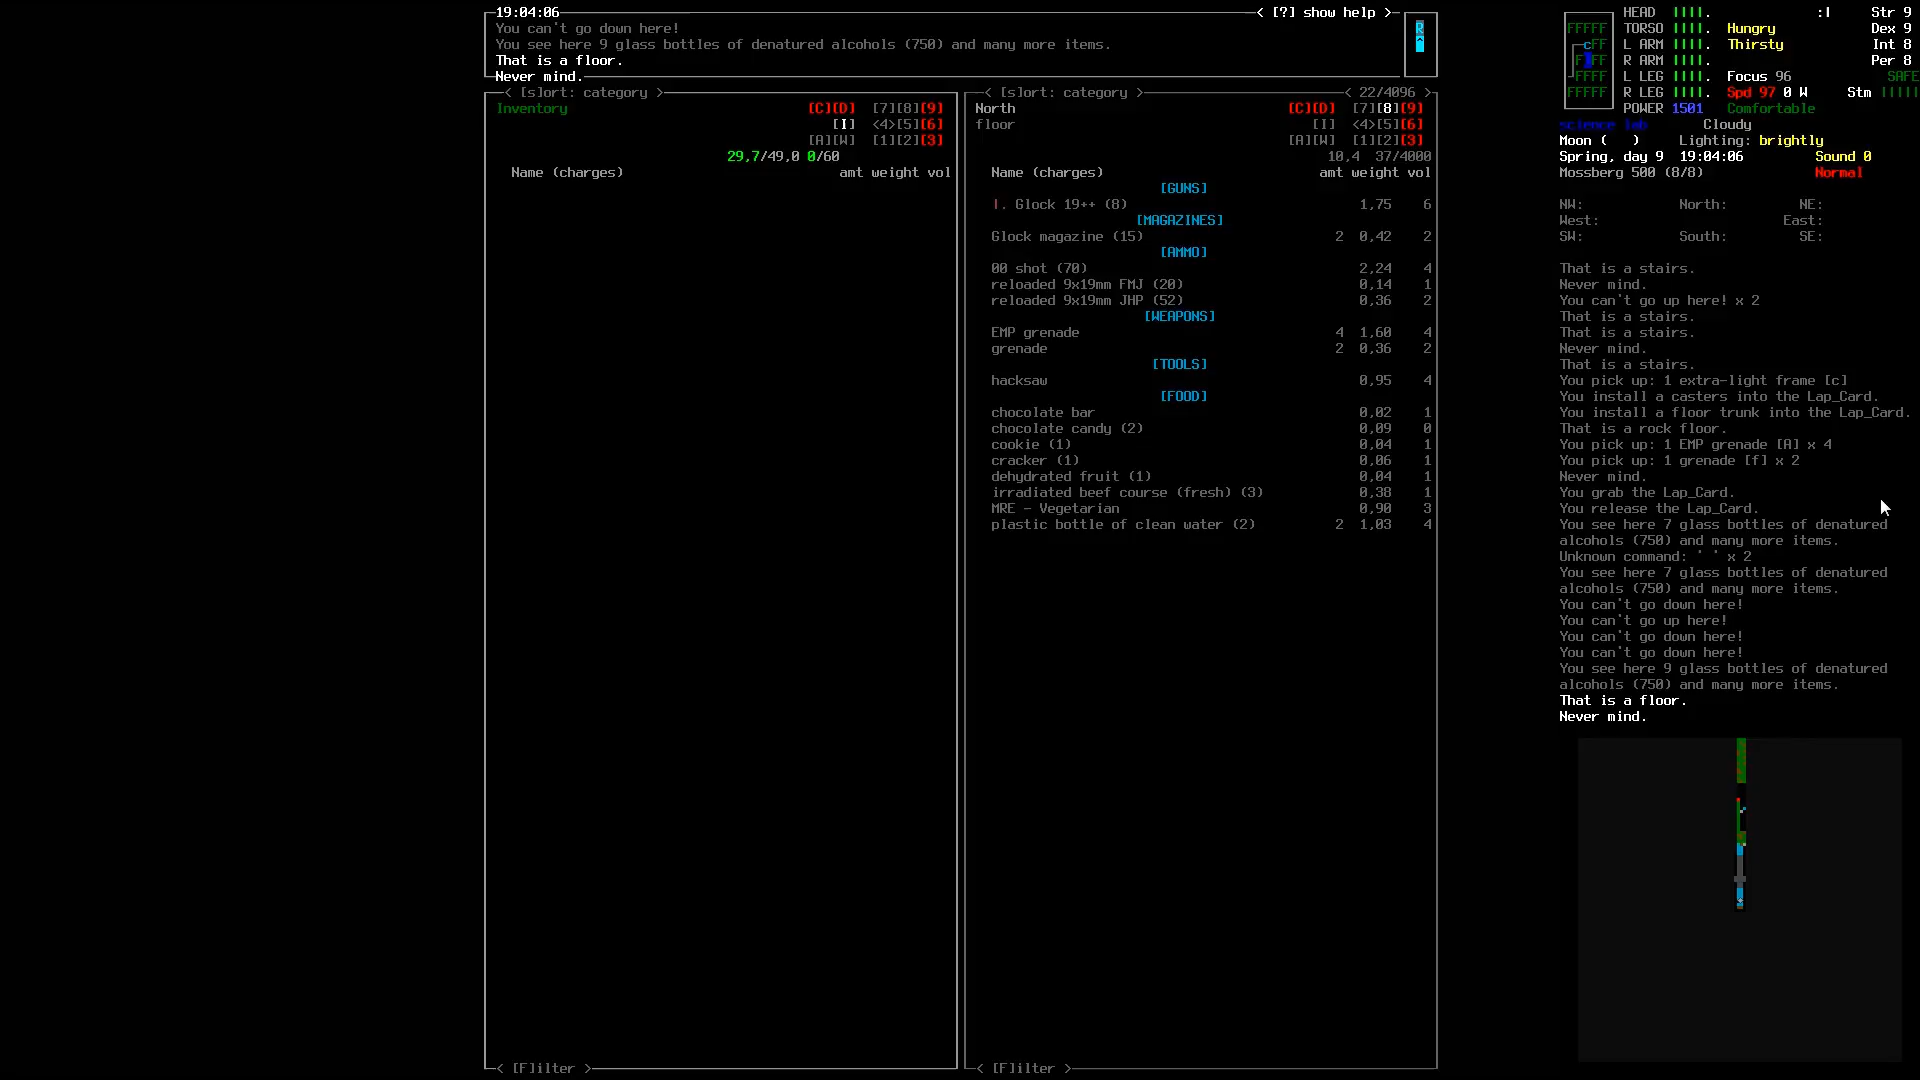 19:04:06 < [?] show help >
You can't go down here!
You see here 9 glass bottles of denatured alcohols (750) and many more items.
That is a floor.
Never mind.
R
^
< [s]ort: category >
Inventory [C][D] [7][8][9]
[I] <4>[5][6]
[A][W] [1][2][3]
29,7/49,0 0/60
Name (charges) amt weight vol
< [F]ilter >
< [s]ort: category > < 22/4096 >
North [C][D] [7][8][9]
floor [I] <4>[5][6]
[A][W] [1][2][3]
10.4 37/4000
Name (charges) amt weight vol
[GUNS]
|. Glock 19++ (8) 1,75 6
[MAGAZINES]
Glock magazine (15) 2 0,42 2
[AMMO]
00 shot (70) 2,24 4
reloaded 9x19mm FMJ (20) 0,14 1
reloaded 9x19mm JHP (52) 0,36 2
[WEAPONS]
EMP grenade 4 1,60 4
grenade 2 0,36 2
[TOOLS]
hacksaw 0,95 4
[FOOD]
chocolate bar 0,02 1
chocolate candy (2) 0,09 0
cookie (1) 0,04 1
cracker (1) 0,06 1
dehydrated fruit (1) 0,04 1
irradiated beef course (fresh) (3) 0,38 1
MRE - Vegetarian 0,90 3
plastic bottle of clean water (2) 2 1,03 4
< [F]ilter >
HEAD ||||. :| Str 9
FFFFF TORSO ||||. Hungry Dex 9
cFF L ARM ||||. Thirsty Int 8
F FF R ARM ||||. Per 8
FFFF L LEG ||||. Focus 96 SAFE
FFFFF R LEG ||||. Spd 97 0 W Stm |||||
POWER 1501 Comfortable
science lab Cloudy
Moon ( ) Lighting: brightly
Spring, day 9 19:04:06 Sound 0
Mossberg 500 (8/8) Normal
NW: North: NE:
West: East:
SW: South: SE:
That is a stairs.
Never mind.
You can't go up here! x 2
That is a stairs.
That is a stairs.
Never mind.
That is a stairs.
You pick up: 1 extra-light frame [c]
You install a casters into the Lap_Card.
You install a floor trunk into the Lap_Card.
That is a rock floor.
You pick up: 1 EMP grenade [A] x 4
You pick up: 1 grenade [f] x 2
Never mind.
You grab the Lap_Card.
You release the Lap_Card.
You see here 7 glass bottles of denatured
alcohols (750) and many more items.
Unknown command: ' ' x 2
You see here 7 glass bottles of denatured
alcohols (750) and many more items.
You can't go down here!
You can't go up here!
You can't go down here!
You can't go down here!
You see here 9 glass bottles of denatured
alcohols (750) and many more items.
That is a floor.
Never mind.